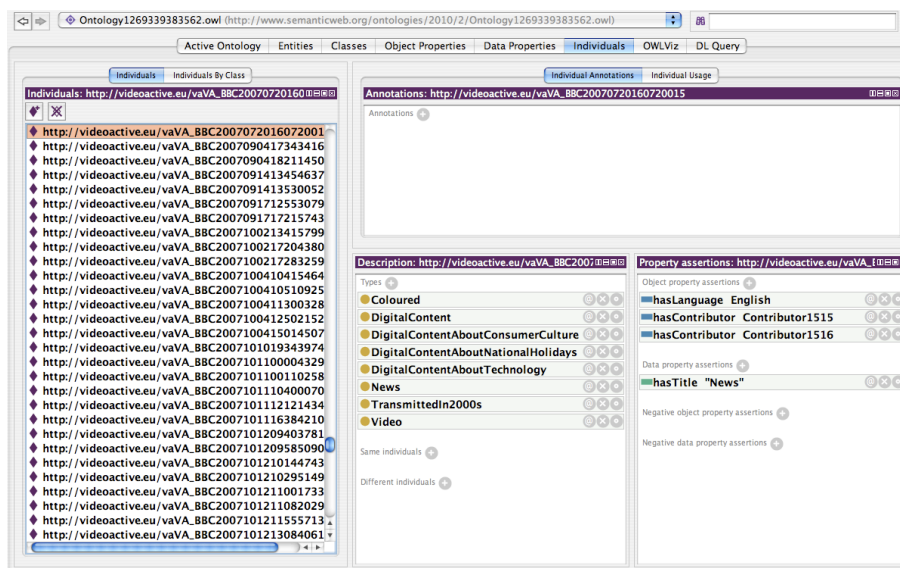 Ontology1269339383562.owl (http://www.semanticweb.org/ontologies/2010/2/Ontology1269339383562.owl)
Active Ontology Entities Classes Object Properties Data Properties Individuals OWLViz DL Query
Individuals Individuals By Class
Individuals: http://videoactive.eu/vaVA_BBC20070720160
http://videoactive.eu/vaVA_BBC2007072016072001
http://videoactive.eu/vaVA_BBC2007090417343416
http://videoactive.eu/vaVA_BBC2007090418211450
http://videoactive.eu/vaVA_BBC2007091413454637
http://videoactive.eu/vaVA_BBC2007091413530052
http://videoactive.eu/vaVA_BBC2007091712553079
http://videoactive.eu/vaVA_BBC2007091717215743
http://videoactive.eu/vaVA_BBC2007100213415799
http://videoactive.eu/vaVA_BBC2007100217204380
http://videoactive.eu/vaVA_BBC2007100217283259
http://videoactive.eu/vaVA_BBC2007100410415464
http://videoactive.eu/vaVA_BBC2007100410510925
http://videoactive.eu/vaVA_BBC2007100411300328
http://videoactive.eu/vaVA_BBC2007100412502152
http://videoactive.eu/vaVA_BBC2007100415014507
http://videoactive.eu/vaVA_BBC2007101019343974
http://videoactive.eu/vaVA_BBC2007101100004329
http://videoactive.eu/vaVA_BBC2007101100110258
http://videoactive.eu/vaVA_BBC2007101110400070
http://videoactive.eu/vaVA_BBC2007101112121434
http://videoactive.eu/vaVA_BBC2007101116384210
http://videoactive.eu/vaVA_BBC2007101209403781
http://videoactive.eu/vaVA_BBC2007101209585090
http://videoactive.eu/vaVA_BBC2007101210144743
http://videoactive.eu/vaVA_BBC2007101210295149
http://videoactive.eu/vaVA_BBC2007101211001733
http://videoactive.eu/vaVA_BBC2007101211082029
http://videoactive.eu/vaVA_BBC2007101211555713
http://videoactive.eu/vaVA_BBC2007101213084061
Individual Annotations Individual Usage
Annotations: http://videoactive.eu/vaVA_BBC20070720160720015
Annotations
Description: http://videoactive.eu/vaVA_BBC2007
Types
Coloured
DigitalContent
DigitalContentAboutConsumerCulture
DigitalContentAboutNationalHolidays
DigitalContentAboutTechnology
News
TransmittedIn2000s
Video
Same individuals
Different individuals
Property assertions: http://videoactive.eu/vaVA_
Object property assertions
hasLanguage English
hasContributor Contributor1515
hasContributor Contributor1516
Data property assertions
hasTitle "News"
Negative object property assertions
Negative data property assertions